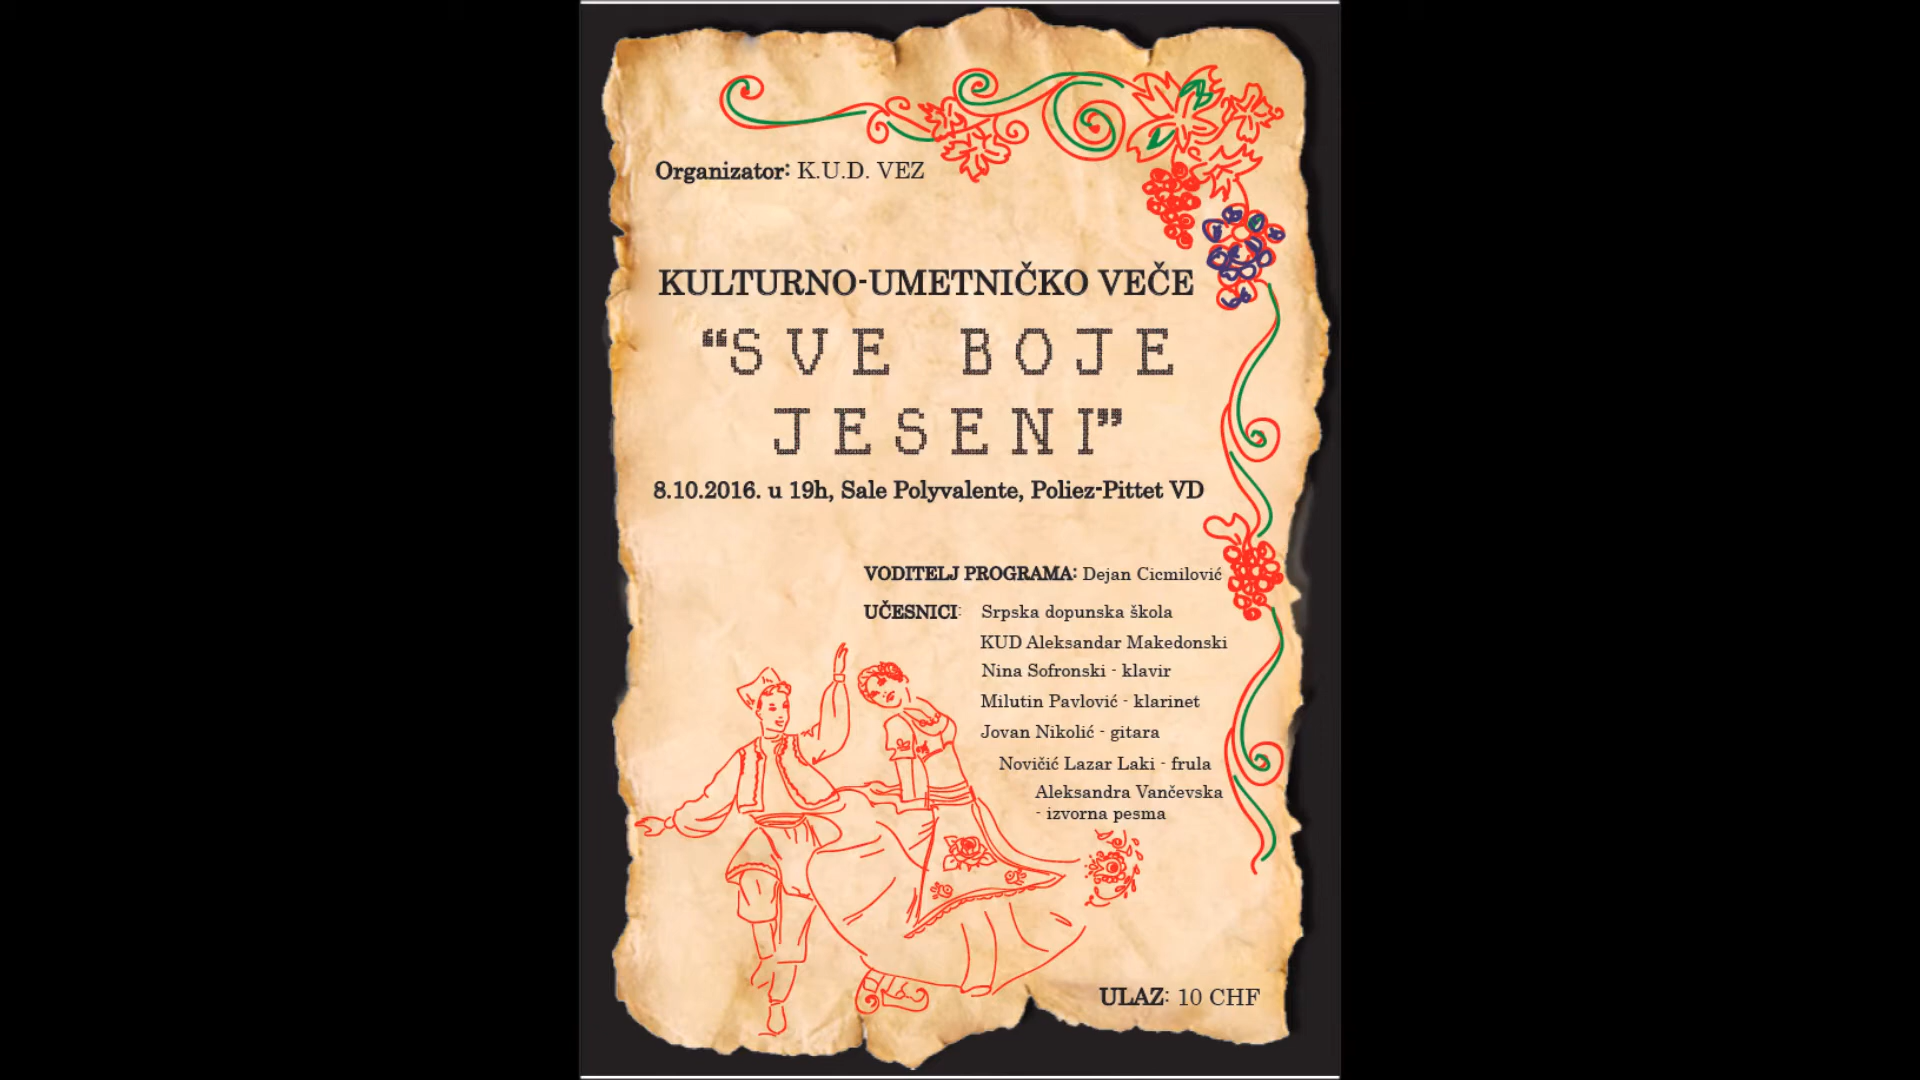 Organizator: K.U.D. VEZ
KULTURNO-UMETNIČKO VEČE
“SVE BOJE
JESENI”
8.10.2016. u 19h, Sale Polyvalente, Poliez-Pittet VD
VODITELJ PROGRAMA: Dejan Cicmilović
UČESNICI: Srpska dopunska škola
KUD Aleksandar Makedonski
Nina Sofronski - klavir
Milutin Pavlović - klarinet
Jovan Nikolić - gitara
Novičić Lazar Laki - frula
Aleksandra Vančevska
- izvorna pesma
ULAZ: 10 CHF